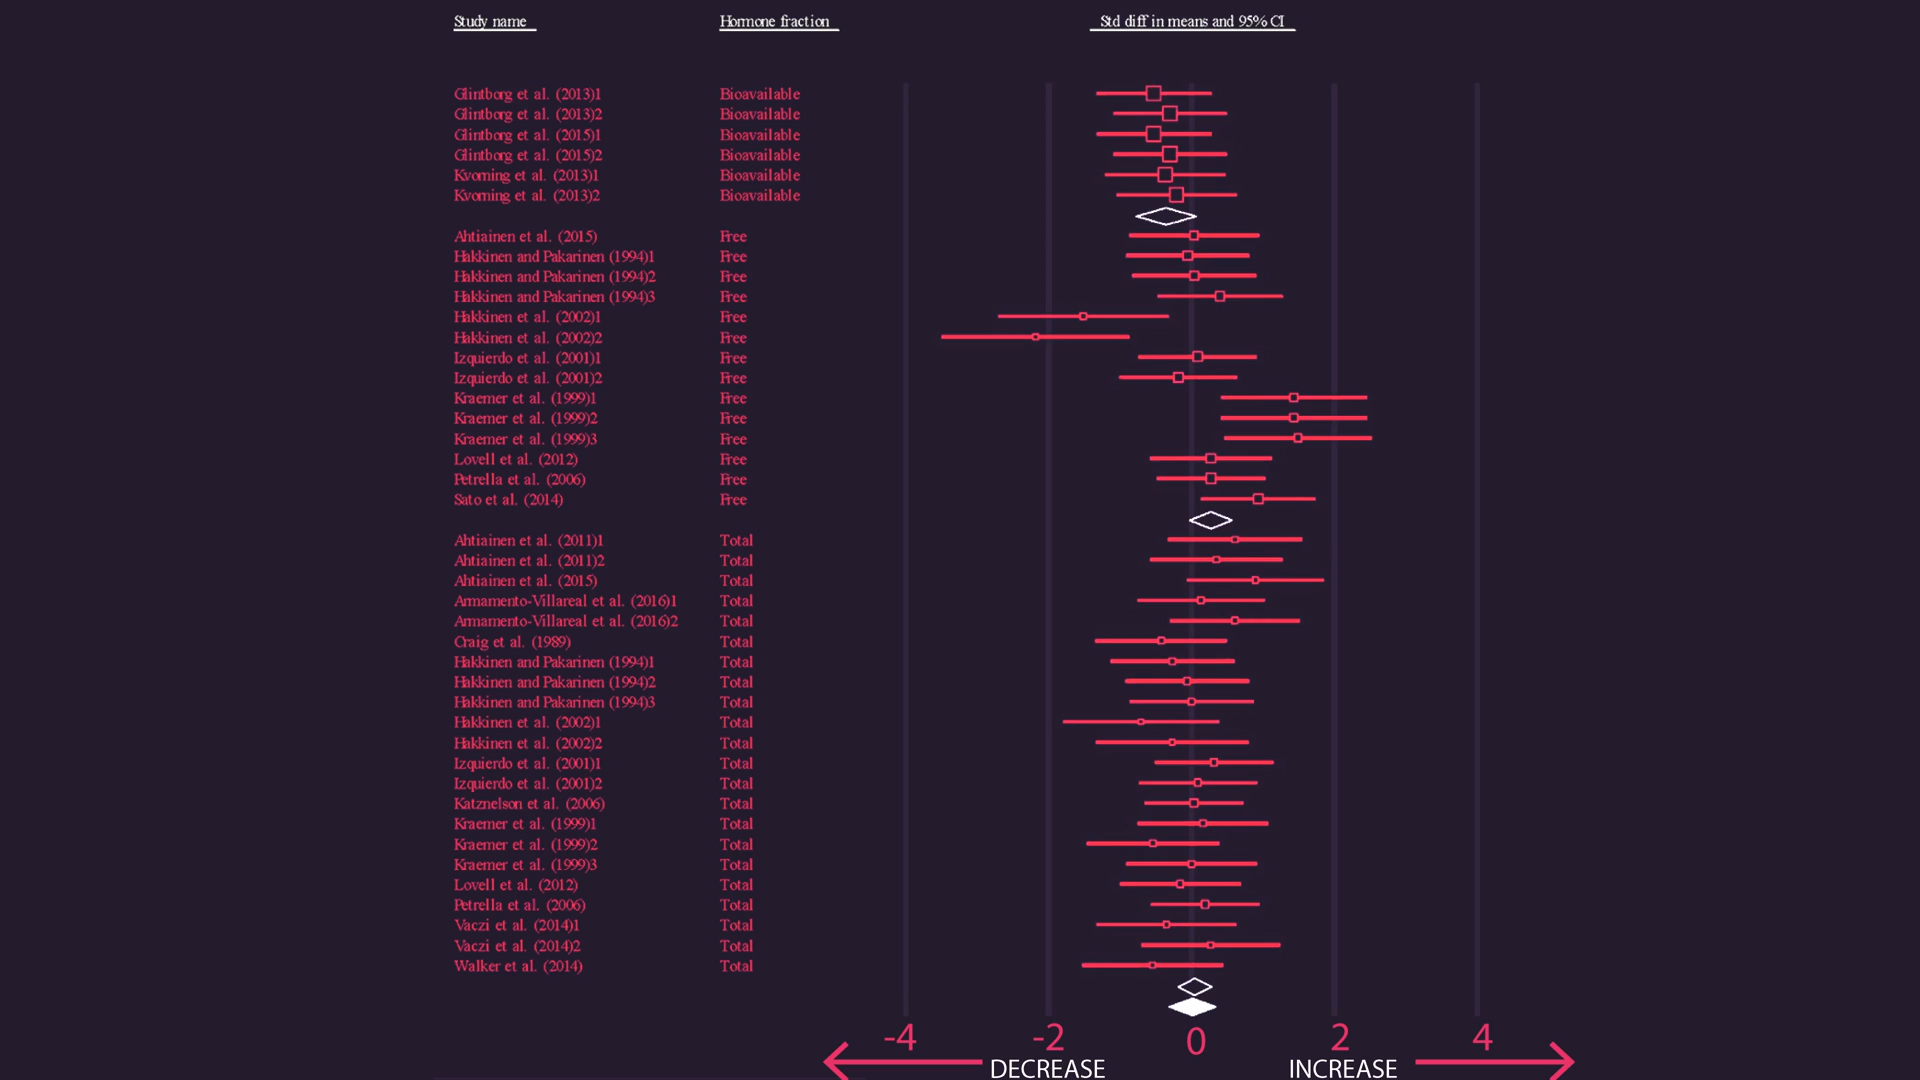 Study name Hormone fraction Std diff in means and 95% CI
Glintborg et al. (2013)1 Bioavailable
Glintborg et al. (2013)2 Bioavailable
Glintborg et al. (2015)1 Bioavailable
Glintborg et al. (2015)2 Bioavailable
Kvorning et al. (2013)1 Bioavailable
Kvorning et al. (2013)2 Bioavailable
Ahtiainen et al. (2015) Free
Hakkinen and Pakarinen (1994)1 Free
Hakkinen and Pakarinen (1994)2 Free
Hakkinen and Pakarinen (1994)3 Free
Hakkinen et al. (2002)1 Free
Hakkinen et al. (2002)2 Free
Izquierdo et al. (2001)1 Free
Izquierdo et al. (2001)2 Free
Kraemer et al. (1999)1 Free
Kraemer et al. (1999)2 Free
Kraemer et al. (1999)3 Free
Lovell et al. (2012) Free
Petrella et al. (2006) Free
Sato et al. (2014) Free
Ahtiainen et al. (2011)1 Total
Ahtiainen et al. (2011)2 Total
Ahtiainen et al. (2015) Total
Armamento-Villareal et al. (2016)1 Total
Armamento-Villareal et al. (2016)2 Total
Craig et al. (1989) Total
Hakkinen and Pakarinen (1994)1 Total
Hakkinen and Pakarinen (1994)2 Total
Hakkinen and Pakarinen (1994)3 Total
Hakkinen et al. (2002)1 Total
Hakkinen et al. (2002)2 Total
Izquierdo et al. (2001)1 Total
Izquierdo et al. (2001)2 Total
Katznelson et al. (2006) Total
Kraemer et al. (1999)1 Total
Kraemer et al. (1999)2 Total
Kraemer et al. (1999)3 Total
Lovell et al. (2012) Total
Petrella et al. (2006) Total
Vaczi et al. (2014)1 Total
Vaczi et al. (2014)2 Total
Walker et al. (2014) Total
-4 -2 0 2 4
DECREASE INCREASE